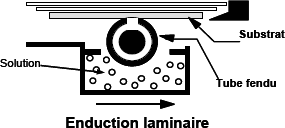 Substrat
Solution
Tube fendu
Enduction laminaire